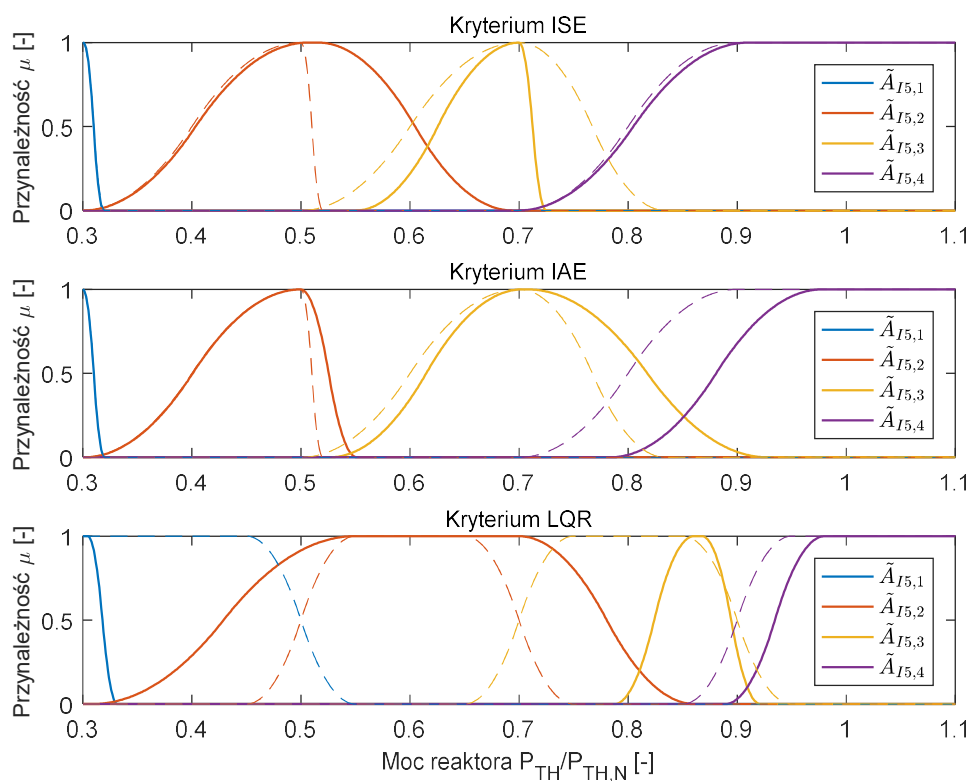 Kryterium ISE
Przynależność μ [-]
1
0.5
0
0.3 0.4 0.5 0.6 0.7 0.8 0.9 1 1.1
Ã_{I5,1}
Ã_{I5,2}
Ã_{I5,3}
Ã_{I5,4}
Kryterium IAE
Przynależność μ [-]
1
0.5
0
0.3 0.4 0.5 0.6 0.7 0.8 0.9 1 1.1
Ã_{I5,1}
Ã_{I5,2}
Ã_{I5,3}
Ã_{I5,4}
Kryterium LQR
Przynależność μ [-]
1
0.5
0
0.3 0.4 0.5 0.6 0.7 0.8 0.9 1 1.1
Ã_{I5,1}
Ã_{I5,2}
Ã_{I5,3}
Ã_{I5,4}
Moc reaktora P_{TH}/P_{TH,N} [-]